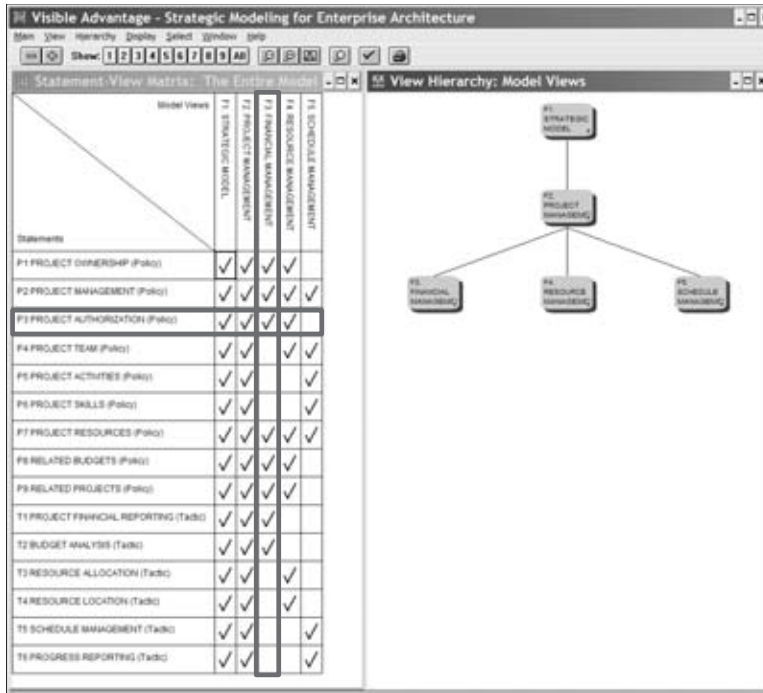 Visible Advantage - Strategic Modeling for Enterprise Architecture
Main View Hierarchy Display Select Window Help
Show: 1 2 3 4 5 6 7 8 9 All
Statement-View Matrix: The Entire Model
Model Views
F1 STRATEGIC MODEL
F2 PROJECT MANAGEMENT
F3 FINANCIAL MANAGEMENT
F4 RESOURCE MANAGEMENT
F5 SCHEDULE MANAGEMENT
Statements
P1 PROJECT OWNERSHIP (Policy)
P2 PROJECT MANAGEMENT (Policy)
P3 PROJECT AUTHORIZATION (Policy)
P4 PROJECT TEAM (Policy)
P5 PROJECT ACTIVITIES (Policy)
P6 PROJECT SKILLS (Policy)
P7 PROJECT RESOURCES (Policy)
P8 RELATED BUDGETS (Policy)
P9 RELATED PROJECTS (Policy)
T1 PROJECT FINANCIAL REPORTING (Tactic)
T2 BUDGET ANALYSIS (Tactic)
T3 RESOURCE ALLOCATION (Tactic)
T4 RESOURCE LOCATION (Tactic)
T5 SCHEDULE MANAGEMENT (Tactic)
T6 PROGRESS REPORTING (Tactic)
View Hierarchy: Model Views
F1.
STRATEGIC
MODEL
F2.
PROJECT
MANAGEMEN
F3.
FINANCIAL
MANAGEMEN
F4.
RESOURCE
MANAGEMEN
F5.
SCHEDULE
MANAGEMEN